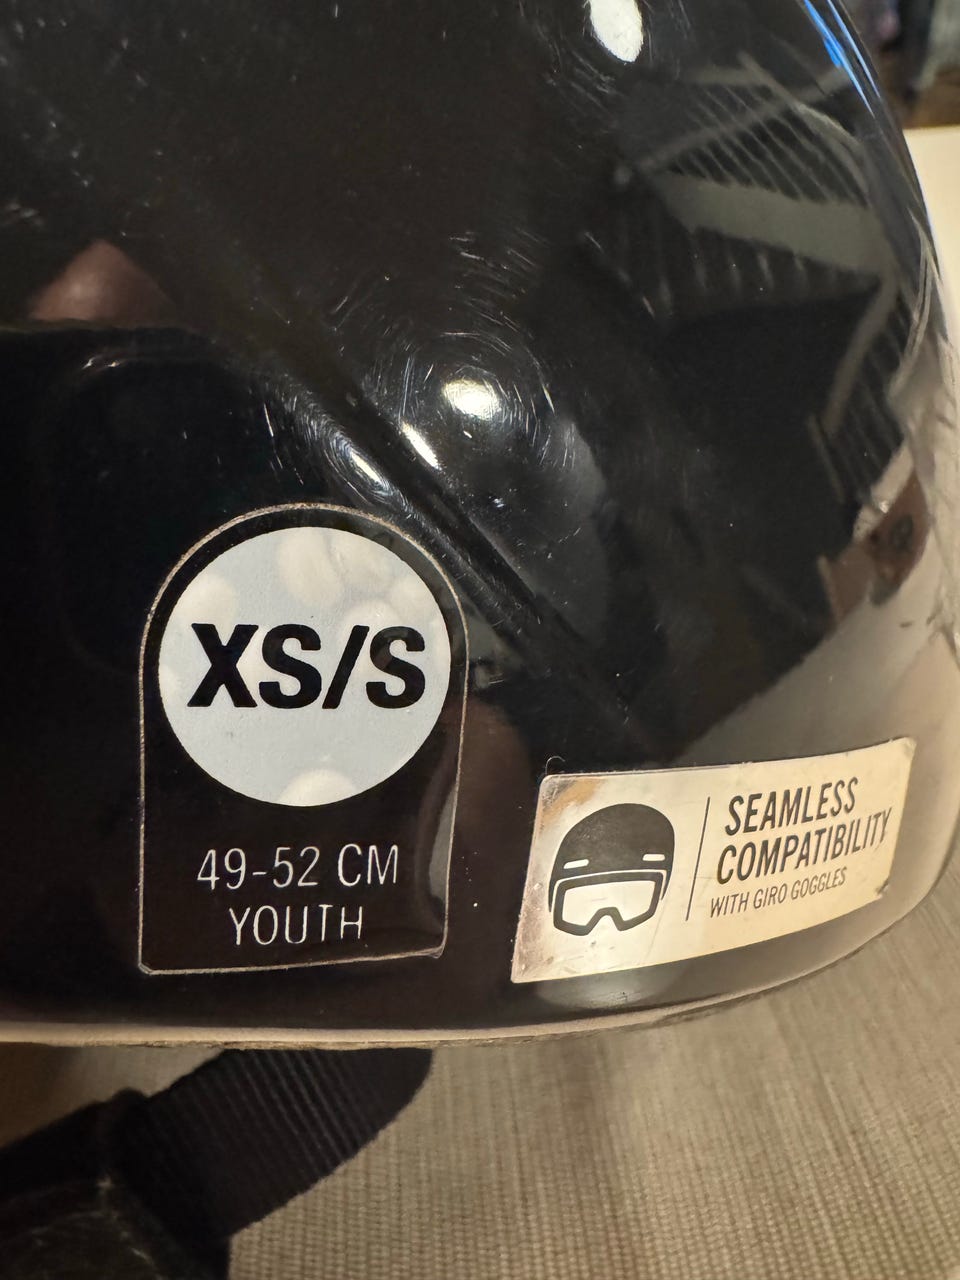 XS/S
49-52 CM
YOUTH
SEAMLESS
COMPATIBILITY
WITH GIRO GOGGLES